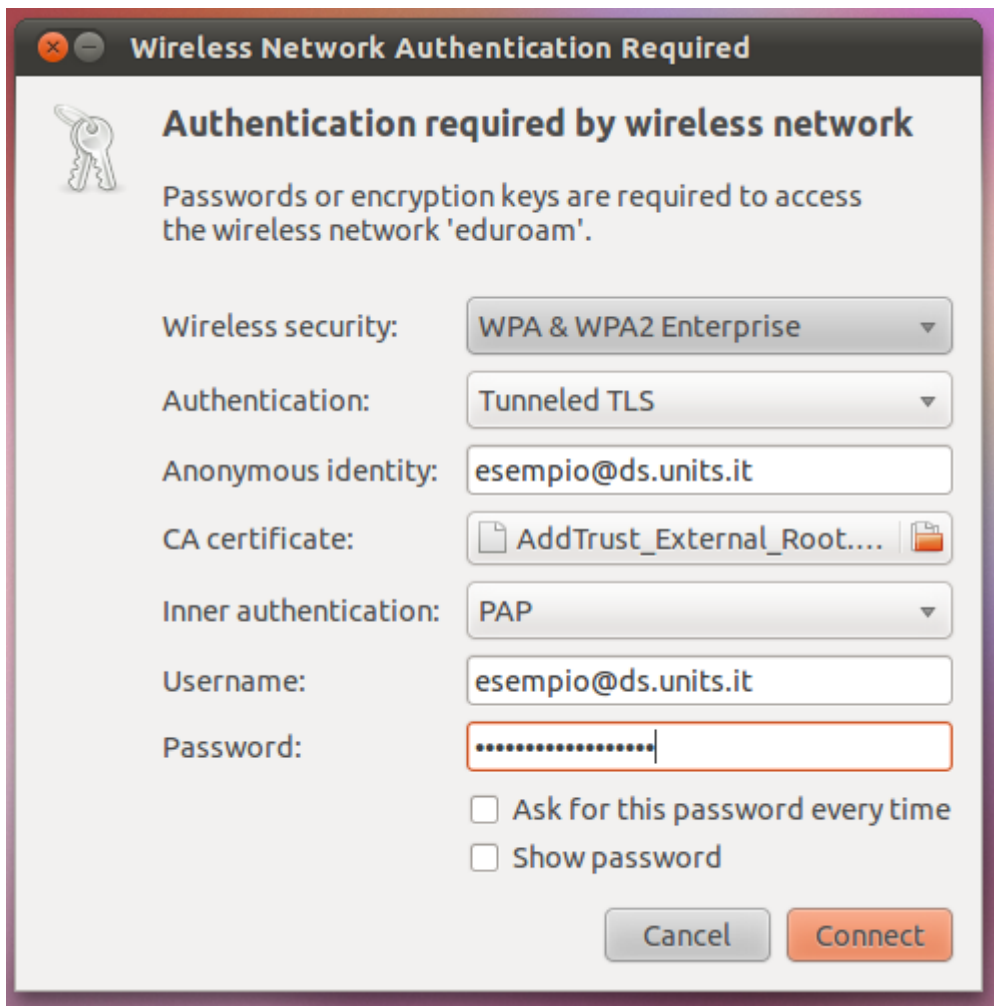 Wireless Network Authentication Required
Authentication required by wireless network
Passwords or encryption keys are required to access
the wireless network 'eduroam'.
Wireless security: WPA & WPA2 Enterprise
Authentication: Tunneled TLS
Anonymous identity: esempio@ds.units.it
CA certificate: AddTrust_External_Root....
Inner authentication: PAP
Username: esempio@ds.units.it
Password: ••••••••••••••••••
Ask for this password every time
Show password
Cancel Connect